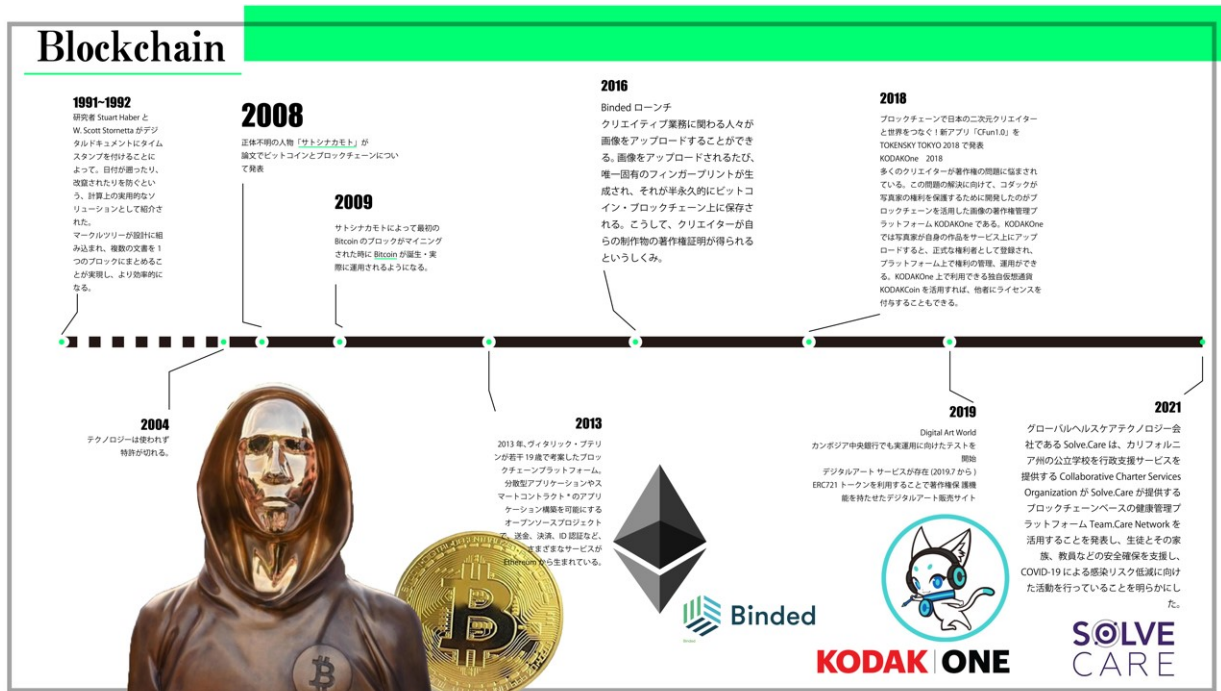 Blockchain
1991~1992
研究者 Stuart Haber と
W. Scott Stornetta がデジ
タルドキュメントにタイム
スタンプを付けることに
よって。日付が遡ったり、
改竄されたりを防ぐとい
う、計算上の実用的なソ
リューションとして紹介さ
れた。
マークルツリーが設計に組
み込まれ、複数の文書を 1
つのブロックにまとめるこ
とが実現し、より効率的に
なる。
2008
正体不明の人物「サトシナカモト」が
論文でビットコインとブロックチェーンについ
て発表
2009
サトシナカモトによって最初の
Bitcoin のブロックがマイニング
された時に Bitcoin が誕生・実
際に運用されるようになる。
2016
Binded ローンチ
クリエイティブ業務に関わる人々が
画像をアップロードすることができ
る。画像をアップロードされるたび、
唯一固有のフィンガープリントが生
成され、それが半永久的にビットコ
イン・ブロックチェーン上に保存さ
れる。こうして、クリエイターが自
らの制作物の著作権証明が得られる
というしくみ。
2018
ブロックチェーンで日本の二次元クリエイター
と世界をつなぐ！新アプリ「CFun1.0」を
TOKENSKY TOKYO 2018 で発表
KODAKOne　2018
多くのクリエイターが著作権の問題に悩まされ
ている。この問題の解決に向けて、コダックが
写真家の権利を保護するために開発したのがブ
ロックチェーンを活用した画像の著作権管理プ
ラットフォーム KODAKOne である。KODAKOne
では写真家が自身の作品をサービス上にアップ
ロードすると、正式な権利者として登録され、
プラットフォーム上で権利の管理、運用ができ
る。KODAKOne 上で利用できる独自仮想通貨
KODAKCoin を活用すれば、他者にライセンスを
付与することもできる。
2004
テクノロジーは使われず
特許が切れる。
2013
2013 年、ヴィタリック・ブテリ
ンが若干 19 歳で考案したブロッ
クチェーンプラットフォーム。
分散型アプリケーションやス
マートコントラクト * のアプリ
ケーション構築を可能にする
オープンソースプロジェクト
で、送金、決済、ID 認証など、
さまざまなサービスが
Ethereum から生まれている。
2019
Digital Art World
カンボジア中央銀行でも実運用に向けたテストを
開始
デジタルアート サービスが存在 (2019.7 から )
ERC721 トークンを利用することで著作権保 護機
能を持たせたデジタルアート販売サイト
2021
グローバルヘルスケアテクノロジー会
社である Solve.Care は、カリフォルニ
ア州の公立学校を行政支援サービスを
提供する Collaborative Charter Services
Organization が Solve.Care が提供する
ブロックチェーンベースの健康管理プ
ラットフォーム Team.Care Network を
活用することを発表し、生徒とその家
族、教員などの安全確保を支援し、
COVID-19 による感染リスク低減に向け
た活動を行っていることを明らかにし
た。
Binded
KODAK ONE
SOLVE
CARE